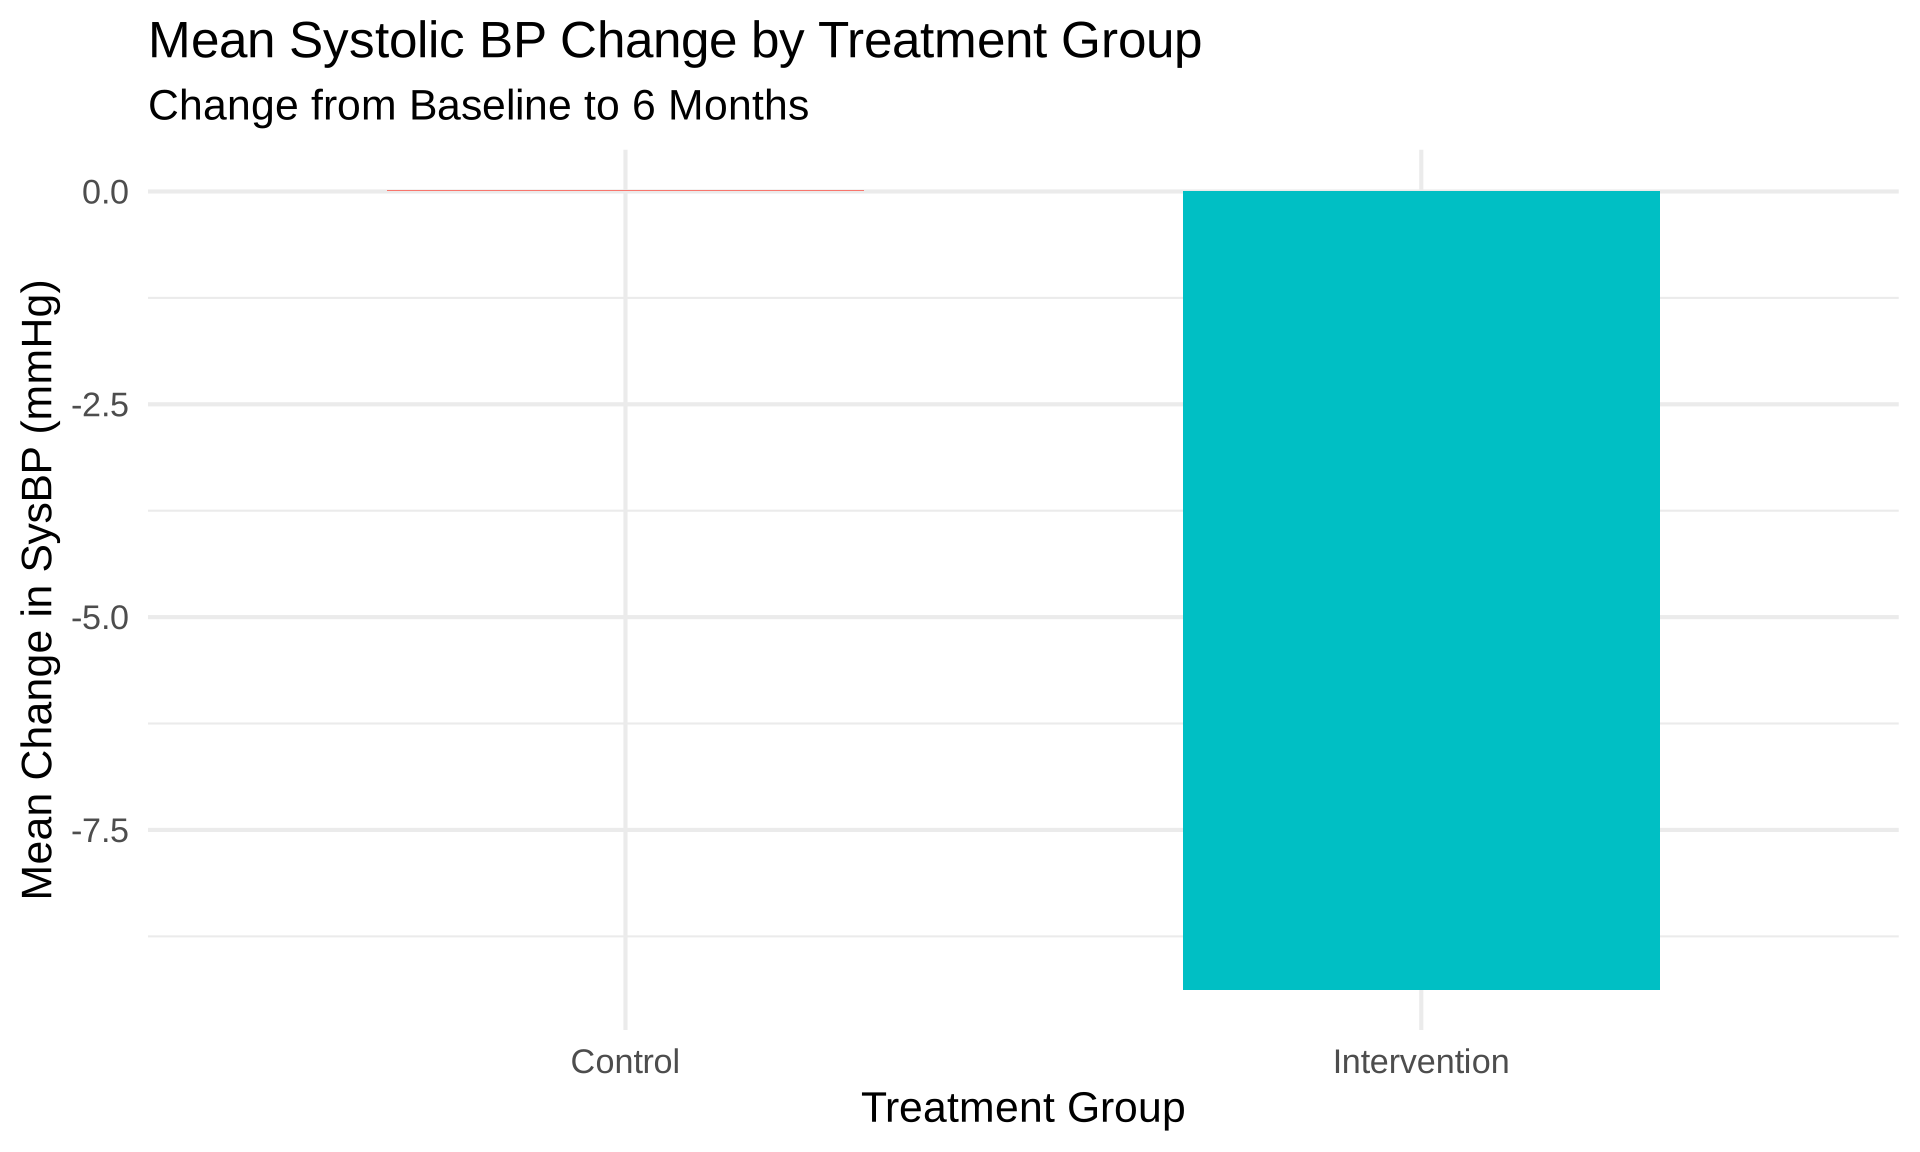 Mean Systolic BP Change by Treatment Group
Change from Baseline to 6 Months
Mean Change in SysBP (mmHg)
0.0
-2.5
-5.0
-7.5
Control
Intervention
Treatment Group